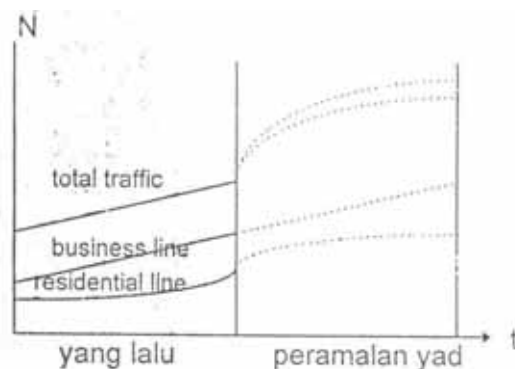 N
total traffic
business line
residential line
t
yang lalu
peramalan yad